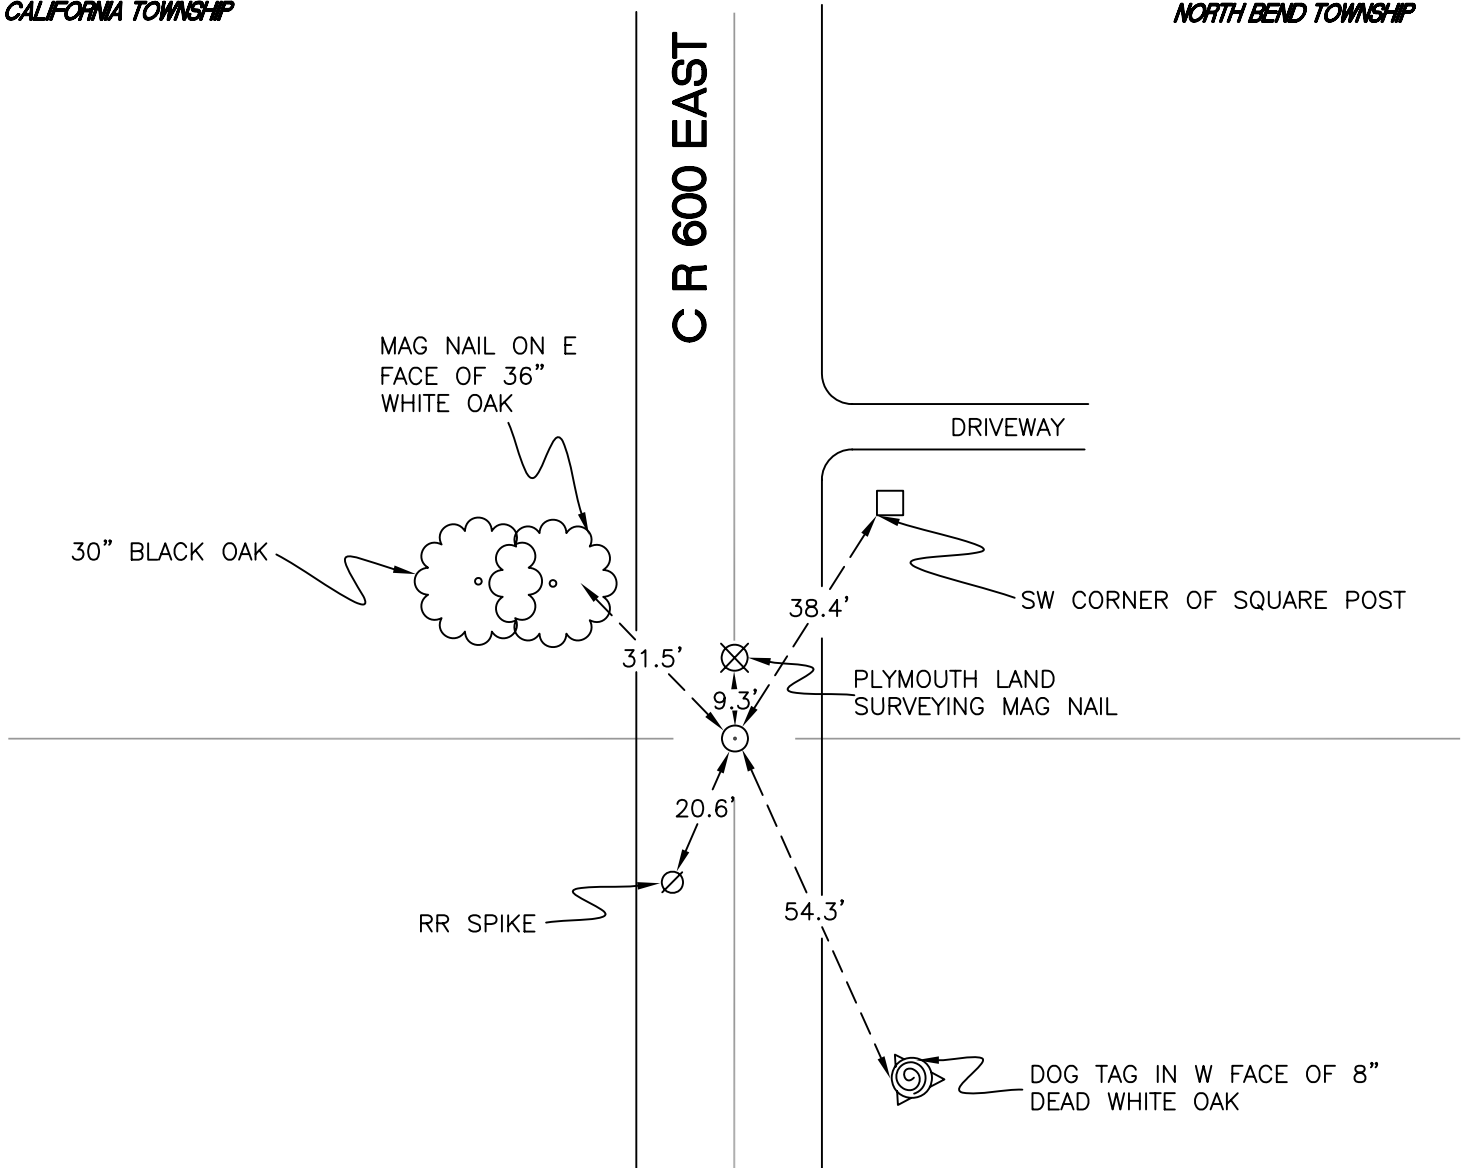 CALIFORNIA TOWNSHIP
NORTH BEND TOWNSHIP
C R 600 EAST
MAG NAIL ON E
FACE OF 36”
WHITE OAK
DRIVEWAY
30” BLACK OAK
SW CORNER OF SQUARE POST
38.4’
31.5’
PLYMOUTH LAND
SURVEYING MAG NAIL
9.3’
20.6’
RR SPIKE
54.3’
DOG TAG IN W FACE OF 8”
DEAD WHITE OAK